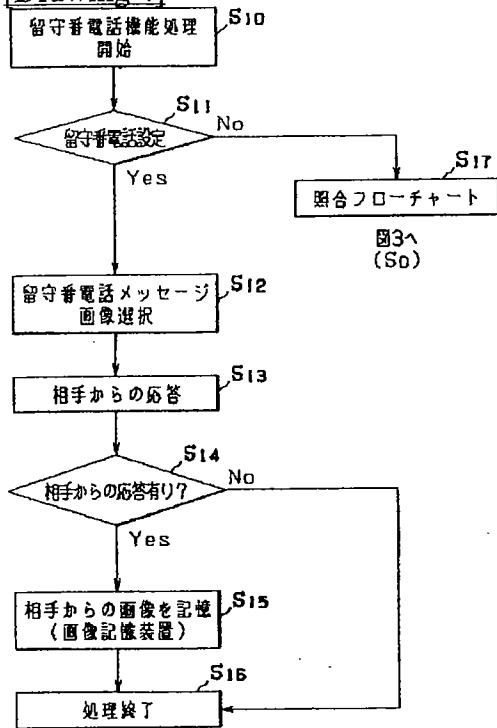 留守番電話機能処理
開始
S10
留守番電話設定
S11
No
Yes
照合フローチャート
S17
図3へ
(S0)
留守番電話メッセージ
画像選択
S12
相手からの応答
S13
相手からの応答有り?
S14
No
Yes
相手からの画像を記憶
(画像記憶装置)
S15
処理終了
S16